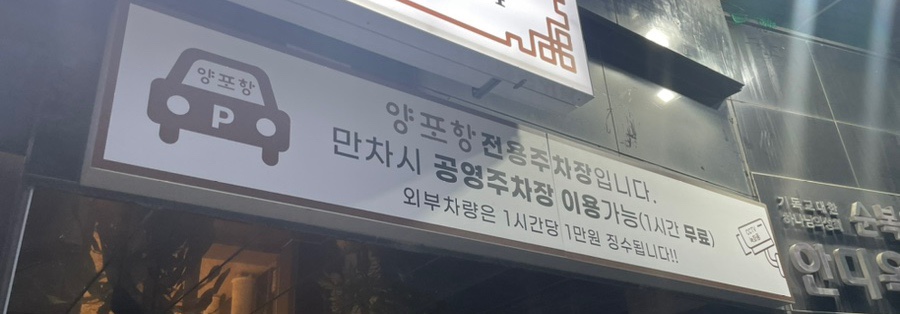 양포항
P
양포항 전용주차장입니다.
만차시 공영주차장 이용가능(1시간 무료)
외부차량은 1시간당 1만원 징수됩니다!!
CCTV